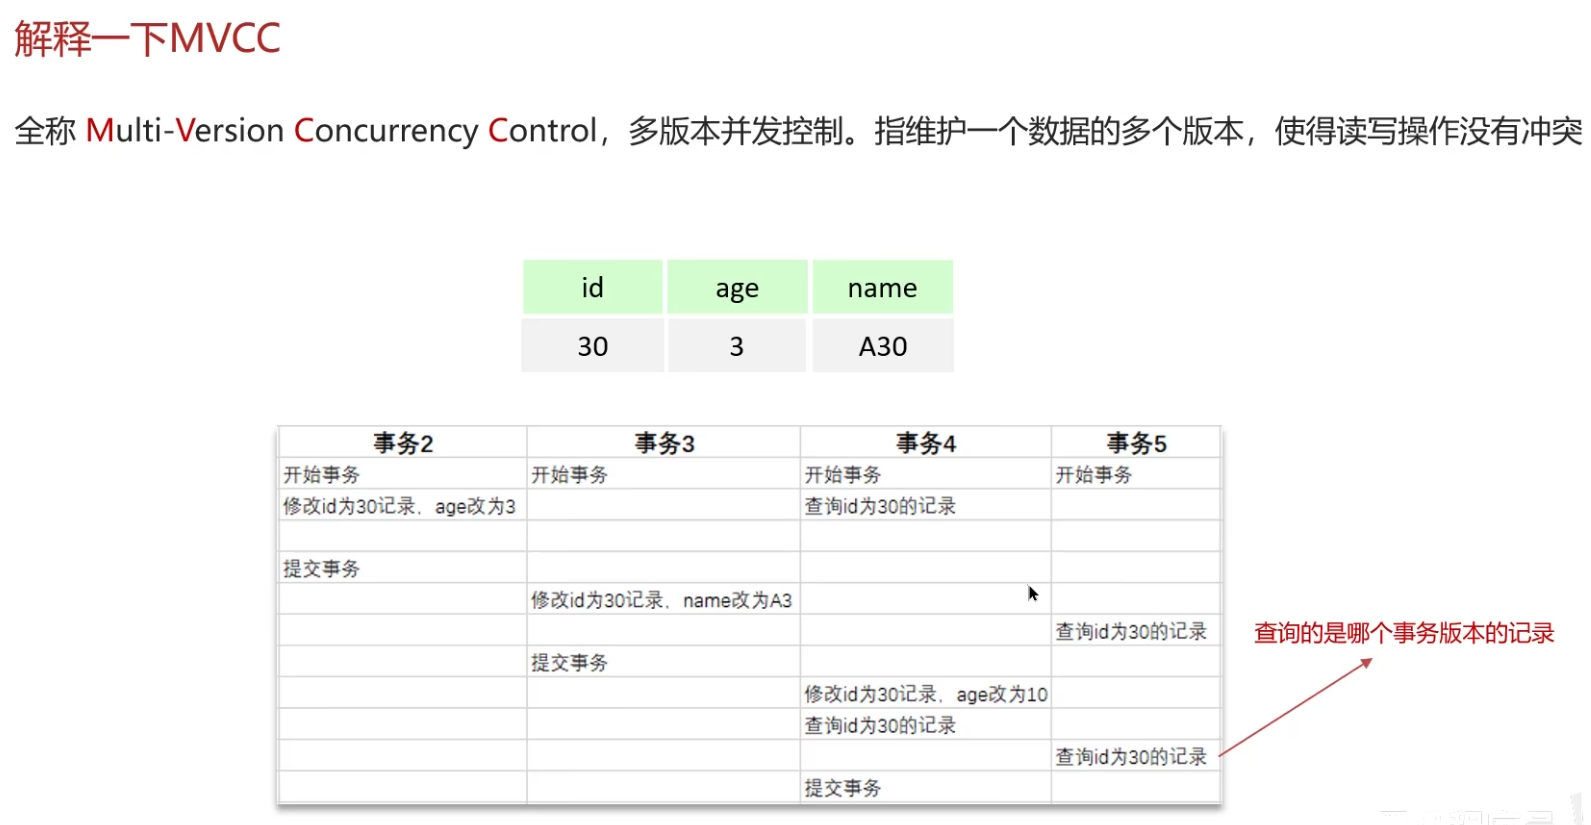 解释一下MVCC
全称 Multi-Version Concurrency Control，多版本并发控制。指维护一个数据的多个版本，使得读写操作没有冲突
id age name
30 3 A30
事务2 事务3 事务4 事务5
开始事务 开始事务 开始事务 开始事务
修改id为30记录，age改为3 查询id为30的记录
提交事务
修改id为30记录，name改为A3
查询id为30的记录 查询的是哪个事务版本的记录
提交事务
修改id为30记录，age改为10
查询id为30的记录
查询id为30的记录
提交事务